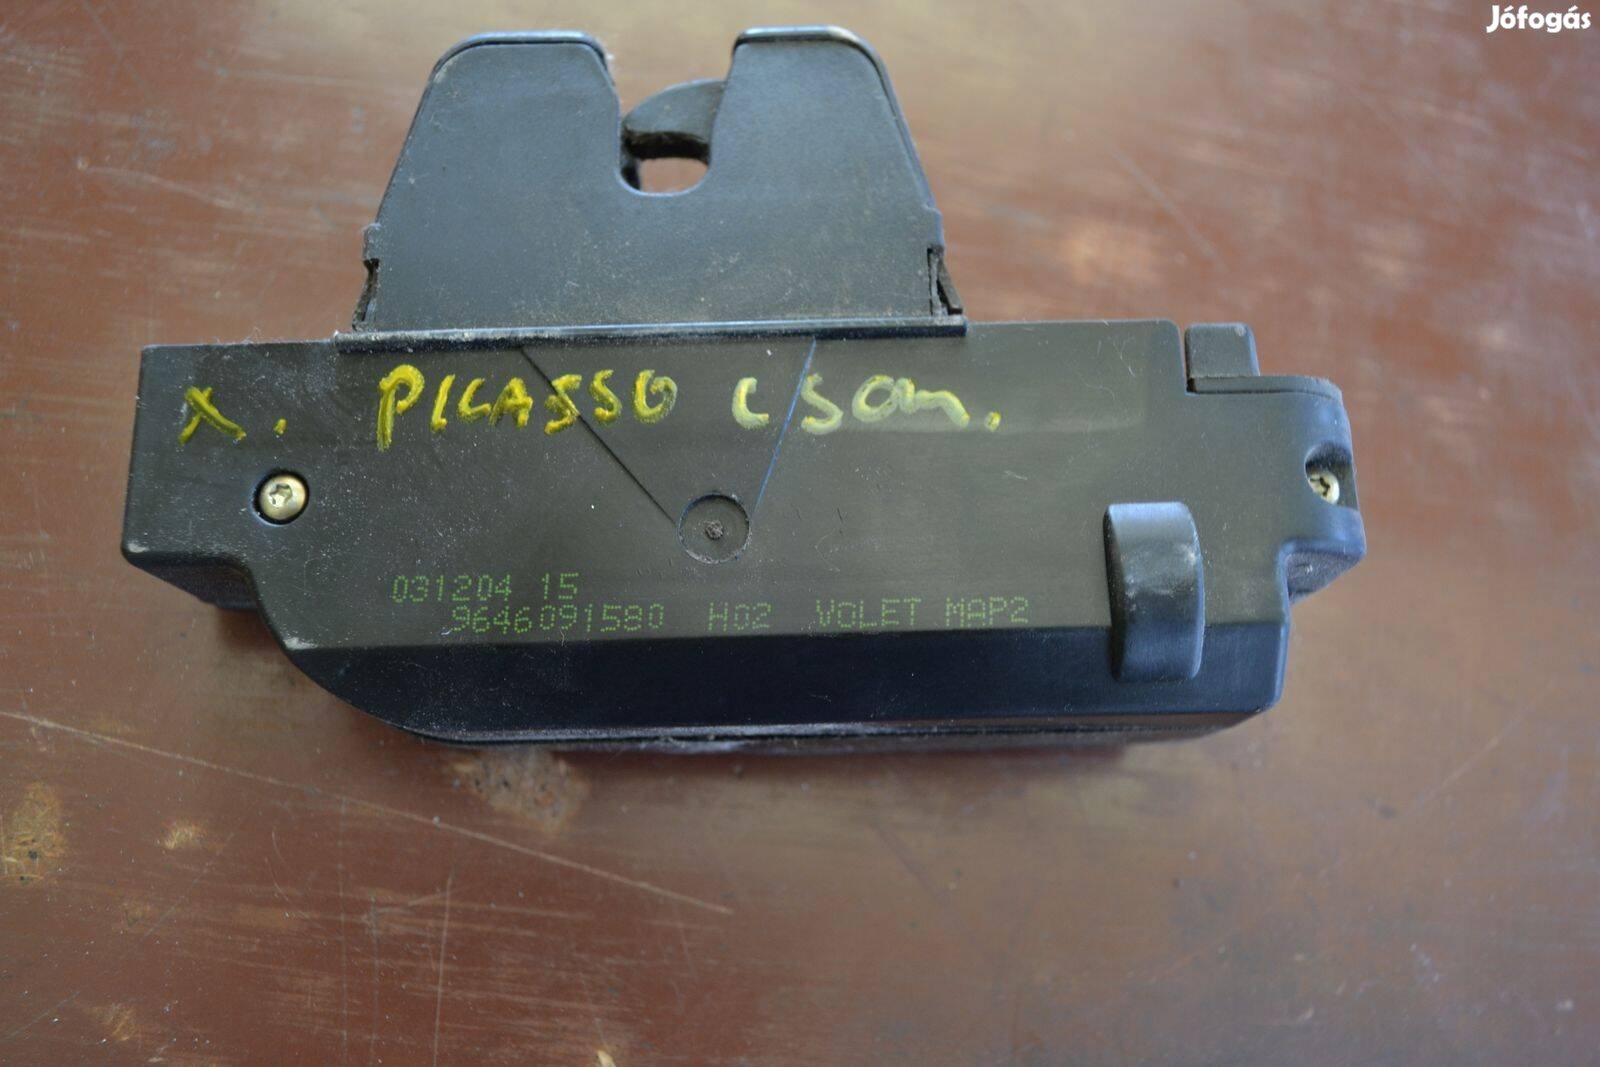 Jófogás
X. PICASSO CSOM.
031204 15
9646091580 H02 VOLET MAP2